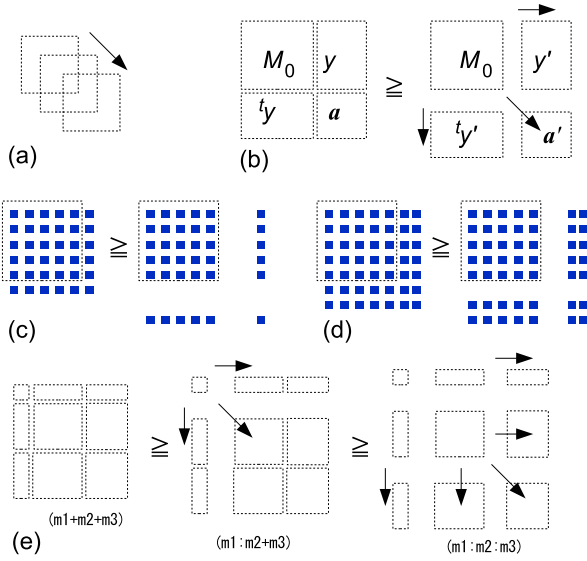 (a)
M₀ y
ᵗy a
≧
M₀ y'
ᵗy' a'
(b)
≧
(c)
≧
(d)
≧
≧
(m1+m2+m3)
(m1:m2+m3)
(m1:m2:m3)
(e)